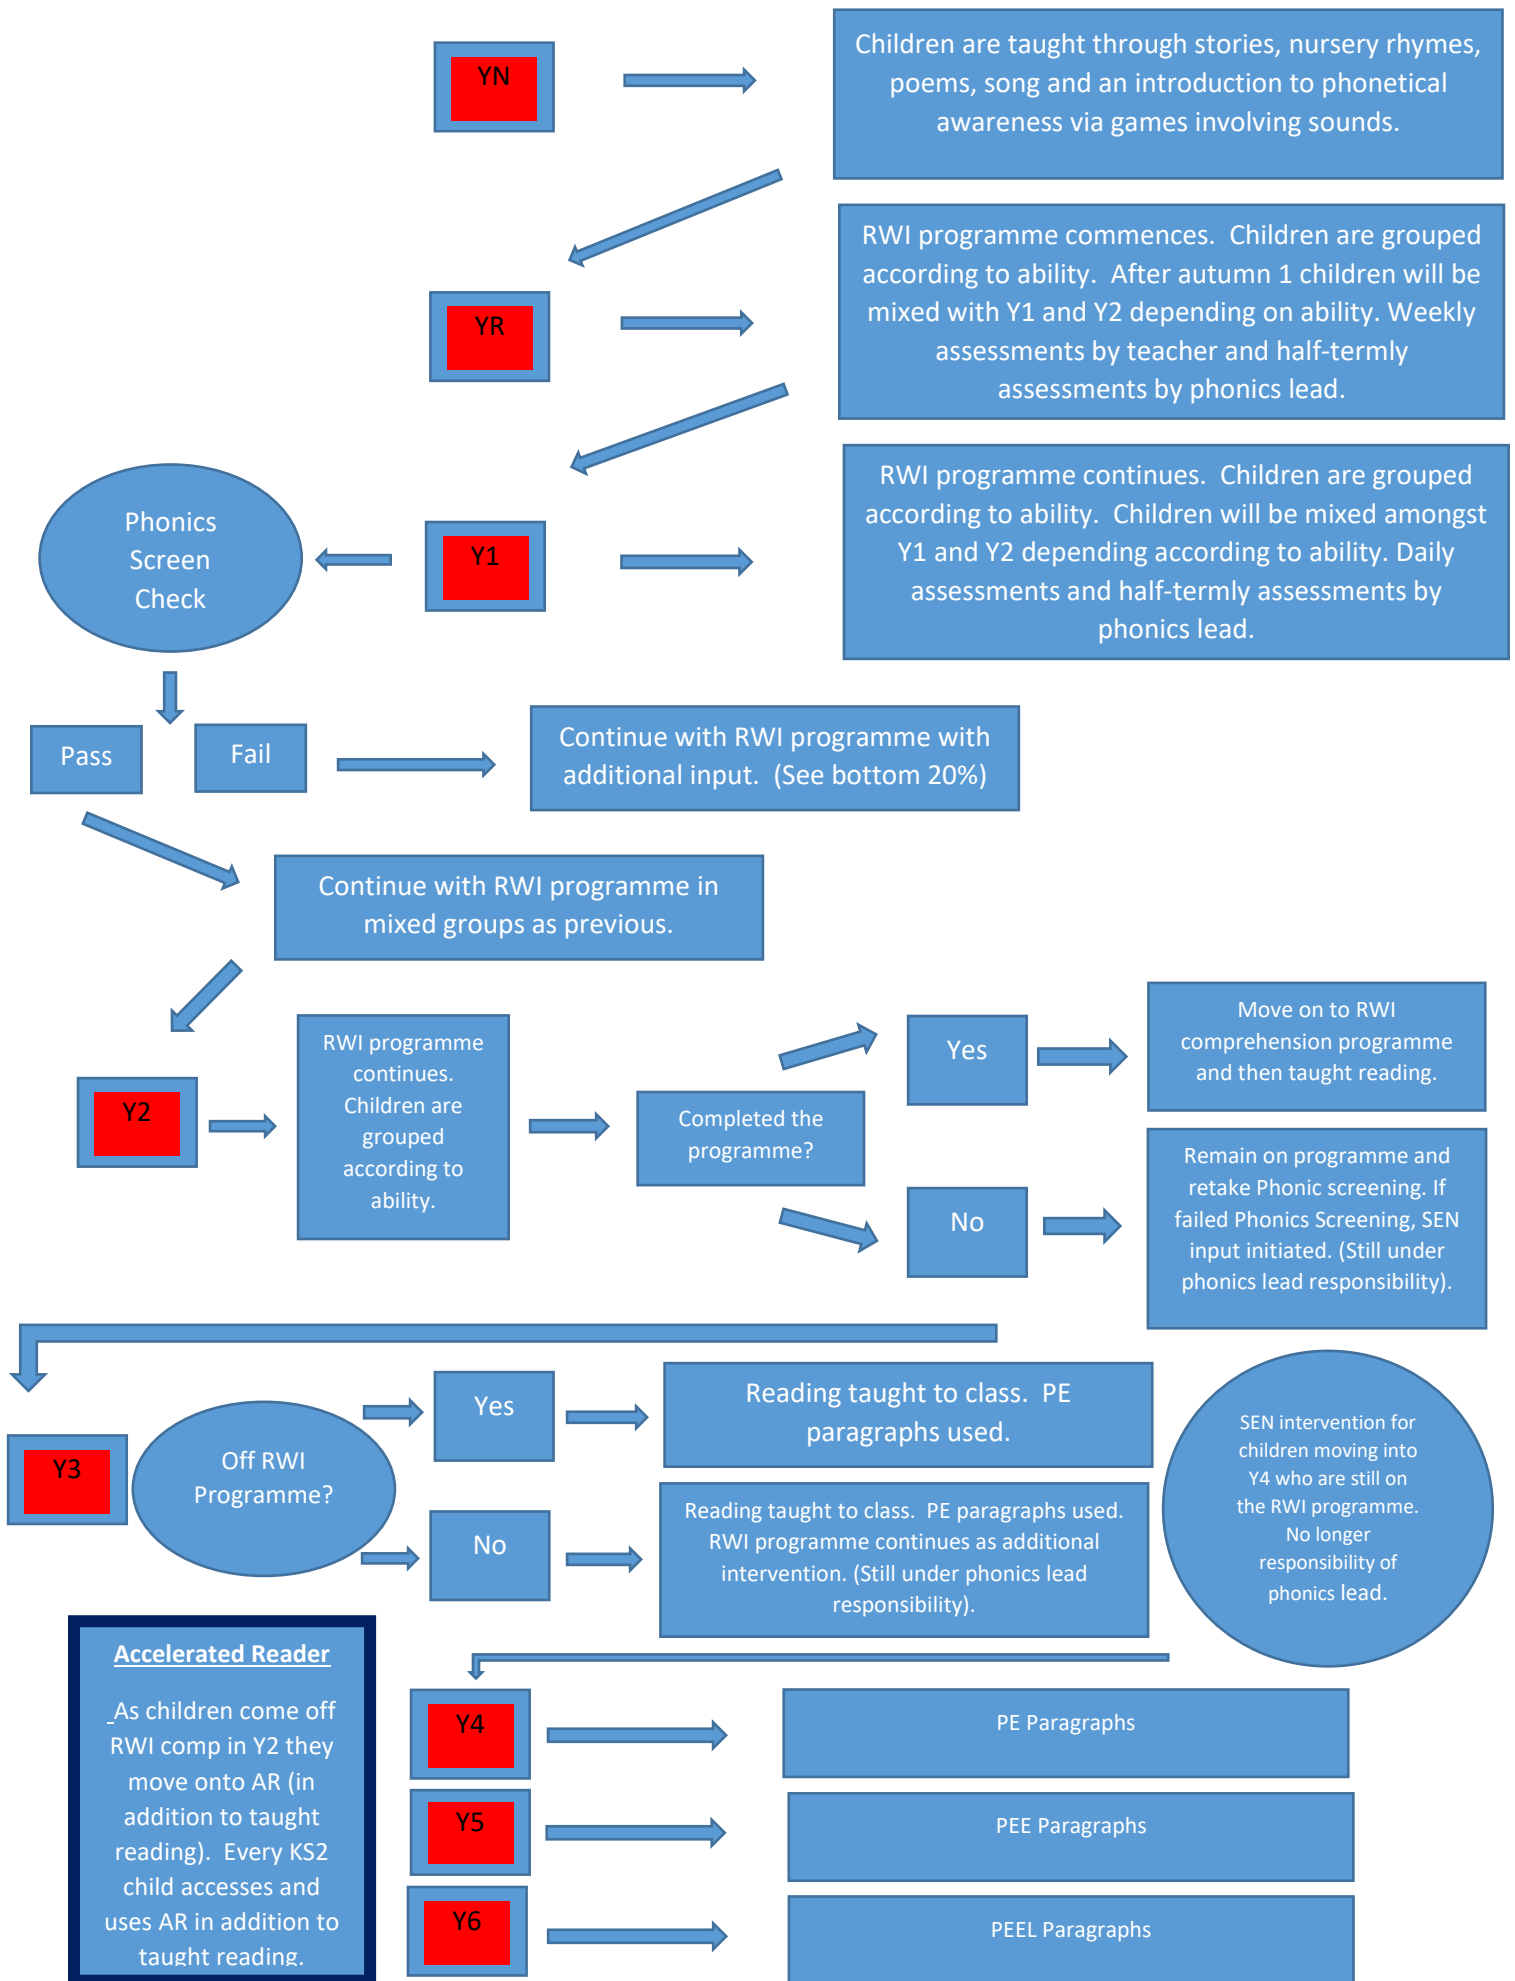 YN
Children are taught through stories, nursery rhymes,
poems, song and an introduction to phonetical
awareness via games involving sounds.
YR
RWI programme commences.  Children are grouped
according to ability.  After autumn 1 children will be
mixed with Y1 and Y2 depending on ability. Weekly
assessments by teacher and half-termly
assessments by phonics lead.
Y1
RWI programme continues.  Children are grouped
according to ability.  Children will be mixed amongst
Y1 and Y2 depending according to ability. Daily
assessments and half-termly assessments by
phonics lead.
Phonics
Screen
Check
Pass
Fail
Continue with RWI programme with
additional input.  (See bottom 20%)
Continue with RWI programme in
mixed groups as previous.
Y2
RWI programme
continues.
Children are
grouped
according to
ability.
Completed the
programme?
Yes
Move on to RWI
comprehension programme
and then taught reading.
No
Remain on programme and
retake Phonic screening. If
failed Phonics Screening, SEN
input initiated. (Still under
phonics lead responsibility).
Y3
Off RWI
Programme?
Yes
Reading taught to class.  PE
paragraphs used.
No
Reading taught to class.  PE paragraphs used.
RWI programme continues as additional
intervention. (Still under phonics lead
responsibility).
SEN intervention for
children moving into
Y4 who are still on
the RWI programme.
No longer
responsibility of
phonics lead.
Accelerated Reader
As children come off
RWI comp in Y2 they
move onto AR (in
addition to taught
reading).  Every KS2
child accesses and
uses AR in addition to
taught reading.
Y4
PE Paragraphs
Y5
PEE Paragraphs
Y6
PEEL Paragraphs